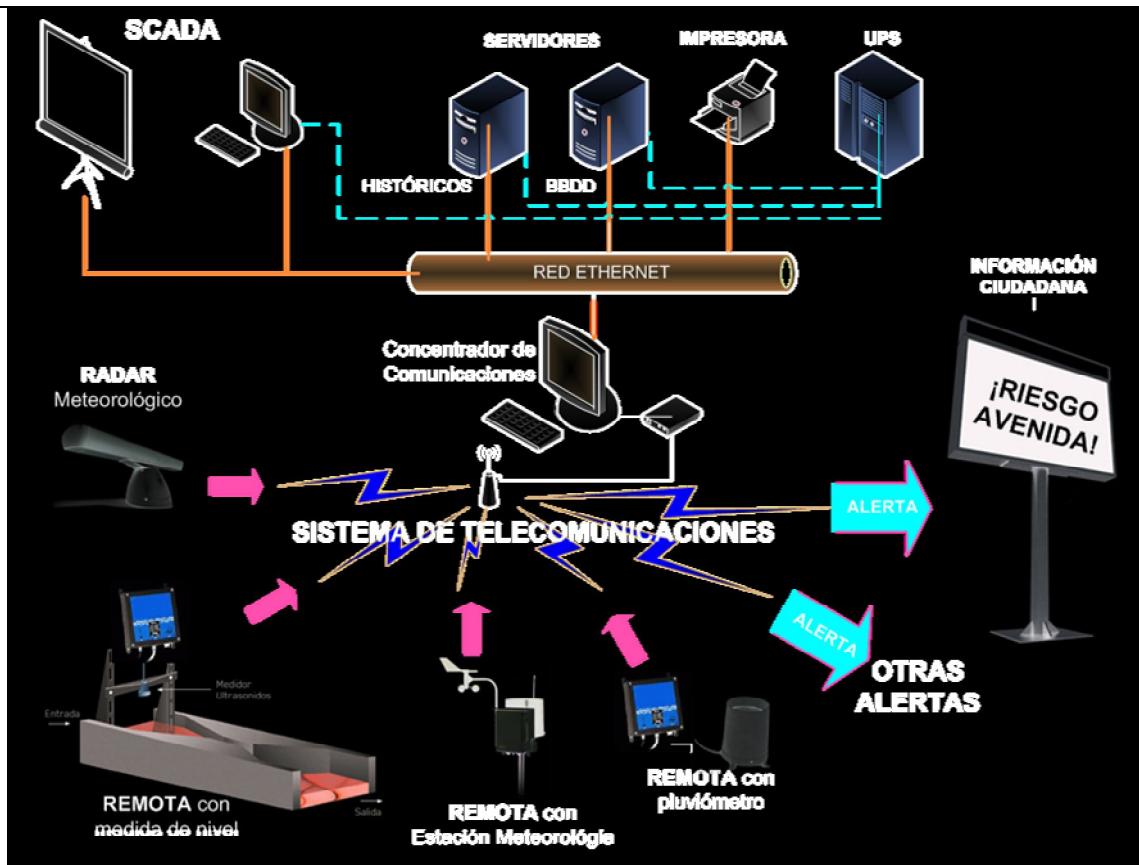 SCADA
SERVIDORES
IMPRESORA
UPS
HISTÓRICOS
BBDD
RED ETHERNET
INFORMACIÓN
CIUDADANA
Concentrador de
Comunicaciones
¡RIESGO
AVENIDA!
RADAR
Meteorológico
ALERTA
SISTEMA DE TELECOMUNICACIONES
ALERTA
OTRAS
ALERTAS
Medidor
Ultrasonidos
Entrada
Salida
REMOTA con
medida de nivel
REMOTA con
Estación Meteorólgie
REMOTA con
pluviómetro